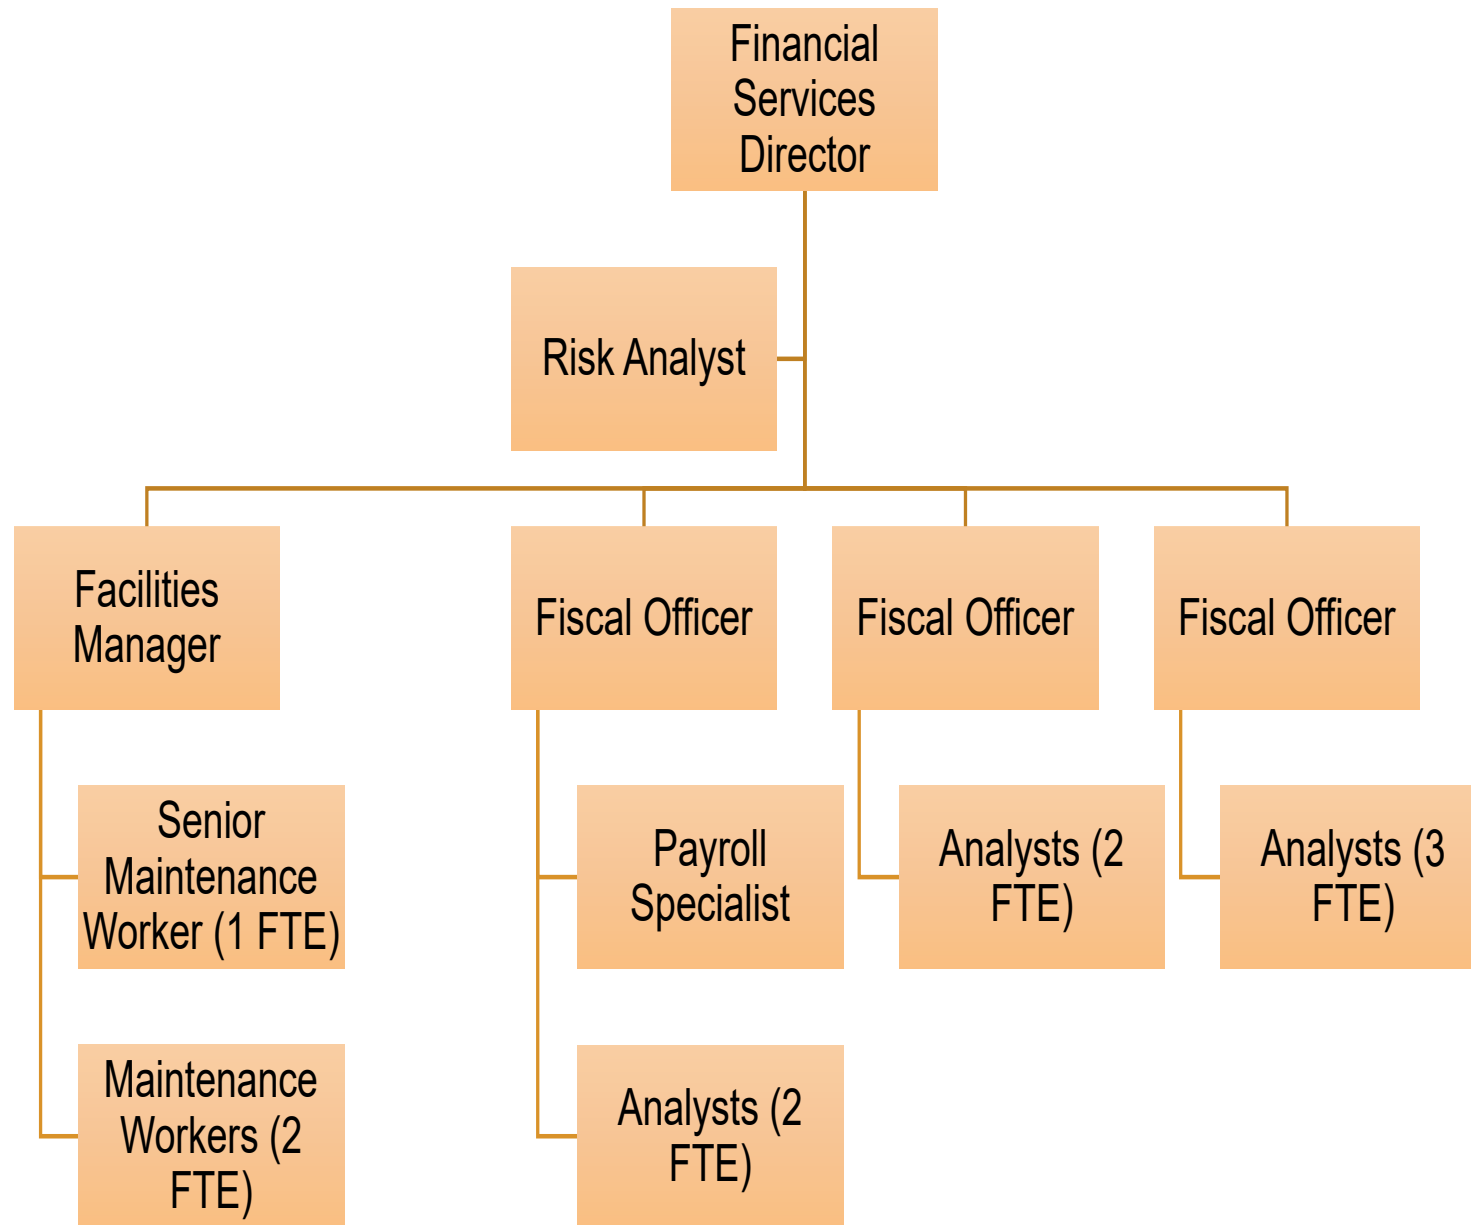 Financial
Services
Director
Risk Analyst
Facilities
Manager
Fiscal Officer
Fiscal Officer
Fiscal Officer
Senior
Maintenance
Worker (1 FTE)
Payroll
Specialist
Analysts (2
FTE)
Analysts (3
FTE)
Maintenance
Workers (2
FTE)
Analysts (2
FTE)